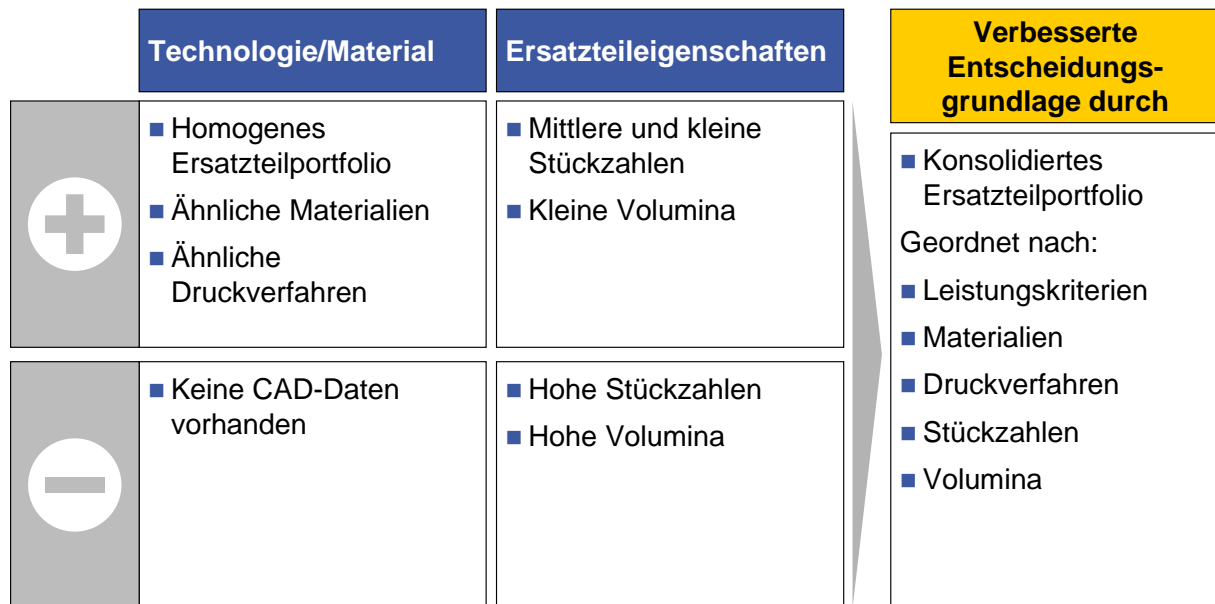 Technologie/Material
Ersatzteileigenschaften
Verbesserte
Entscheidungs-
grundlage durch
Homogenes
Ersatzteilportfolio
Ähnliche Materialien
Ähnliche
Druckverfahren
Mittlere und kleine
Stückzahlen
Kleine Volumina
Keine CAD-Daten
vorhanden
Hohe Stückzahlen
Hohe Volumina
Konsolidiertes
Ersatzteilportfolio
Geordnet nach:
Leistungskriterien
Materialien
Druckverfahren
Stückzahlen
Volumina